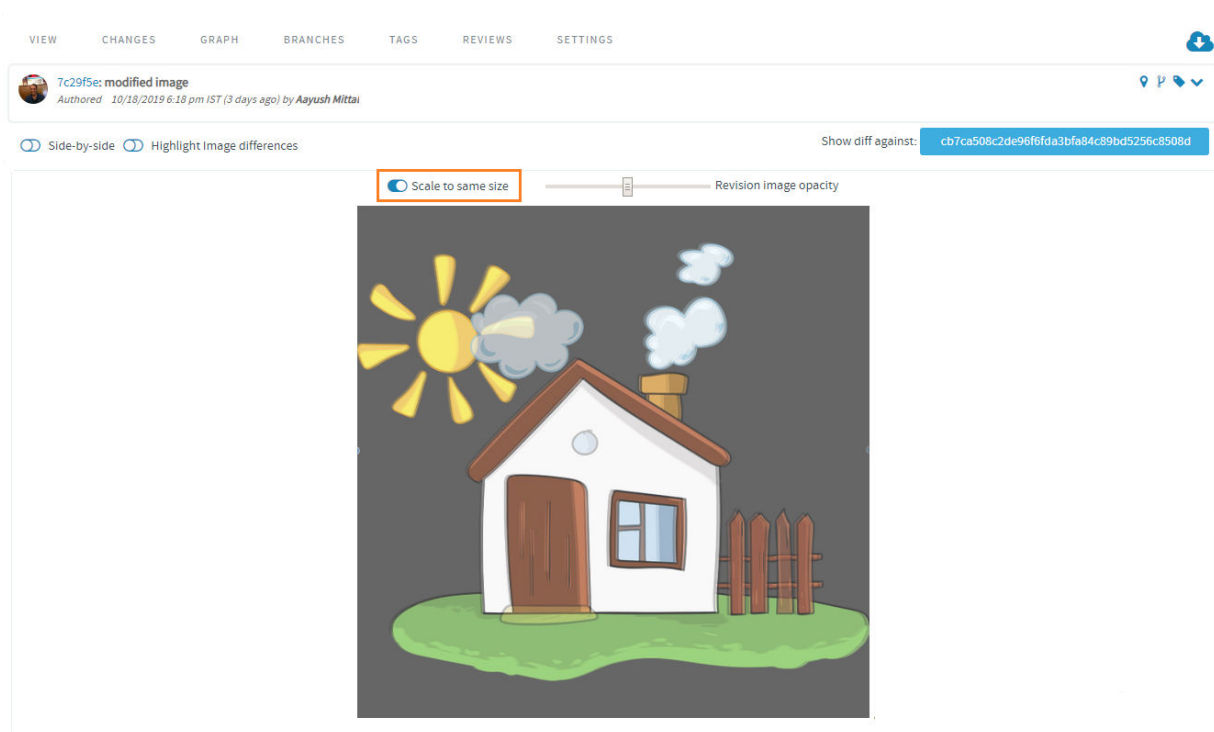 VIEW CHANGES GRAPH BRANCHES TAGS REVIEWS SETTINGS
7c29f5e: modified image
Authored 10/18/2019 6:18 pm IST (3 days ago) by Aayush Mittal
Side-by-side Highlight Image differences Show diff against: cb7ca508c2de96f6fda3bfa84c89bd5256c8508d
Scale to same size Revision image opacity